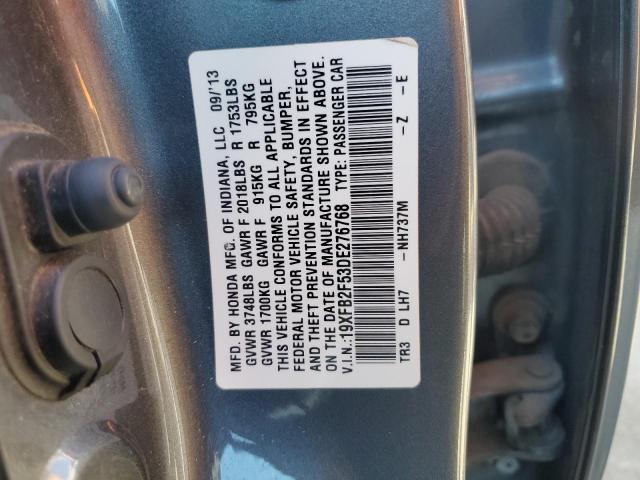 MFD. BY HONDA MFG. OF INDIANA, LLC 09/'13
GVWR 3748LBS GAWR F 2018LBS R 1753LBS
GVWR 1700KG GAWR F 915KG R 795KG
THIS VEHICLE CONFORMS TO ALL APPLICABLE
FEDERAL MOTOR VEHICLE SAFETY, BUMPER,
AND THEFT PREVENTION STANDARDS IN EFFECT
ON THE DATE OF MANUFACTURE SHOWN ABOVE.
V.I.N.:19XFB2F53DE276768 TYPE: PASSENGER CAR
TR3 D LH7 -NH737M -Z -E